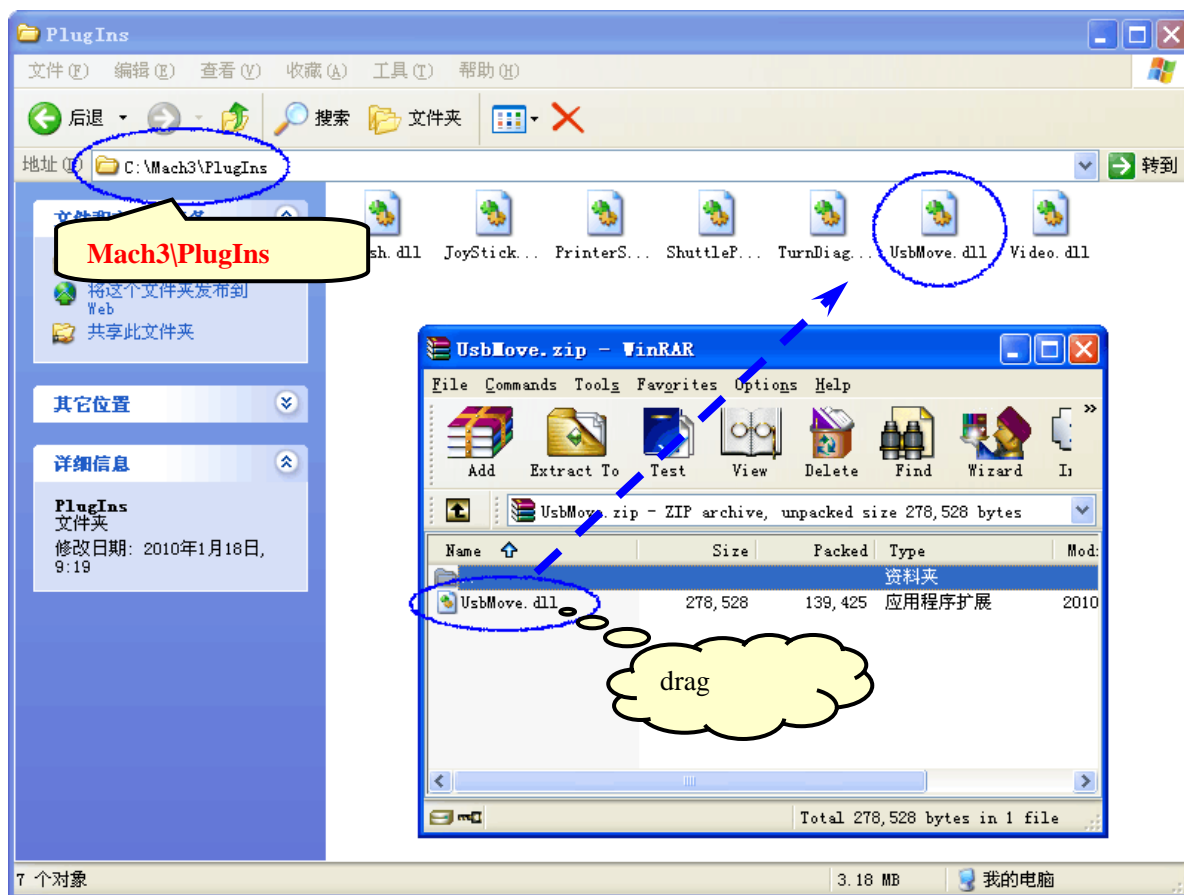 PlugIns
文件(F) 编辑(E) 查看(V) 收藏(A) 工具(T) 帮助(H)
后退 搜索 文件夹
地址 C:\Mach3\PlugIns 转到
Mach3\PlugIns
sh.dll JoyStick... PrinterS... ShuttleP... TurnDiag... UsbMove.dll Video.dll
将这个文件夹发布到
Web
共享此文件夹
其它位置
详细信息
PlugIns
文件夹
修改日期: 2010年1月18日,
9:19
UsbMove.zip - WinRAR
File Commands Tools Favorites Options Help
»
Add Extract To Test View Delete Find Wizard
UsbMove.zip - ZIP archive, unpacked size 278,528 bytes
Name Size Packed Type Mod:
.. 资料夹
UsbMove.dll 278,528 139,425 应用程序扩展 2010
drag
Total 278,528 bytes in 1 file
7 个对象 3.18 MB 我的电脑